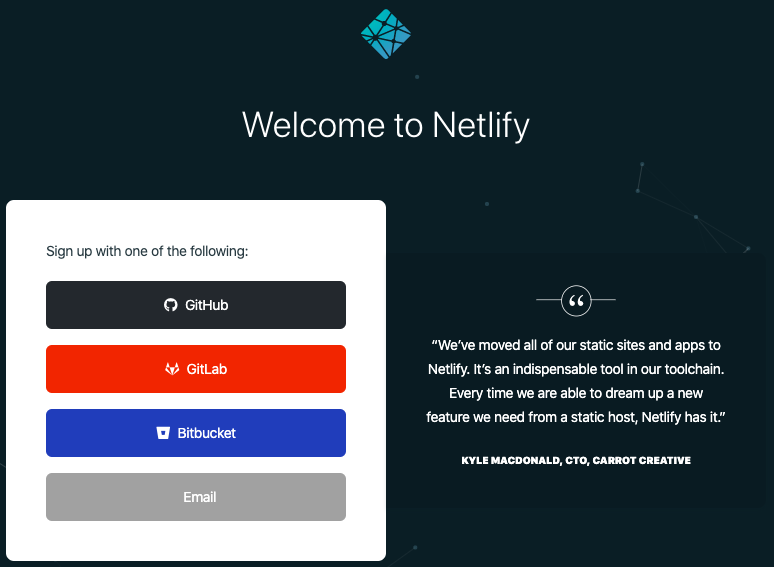 Welcome to Netlify
Sign up with one of the following:
GitHub
GitLab
Bitbucket
Email
“We’ve moved all of our static sites and apps to
Netlify. It’s an indispensable tool in our toolchain.
Every time we are able to dream up a new
feature we need from a static host, Netlify has it.”
KYLE MACDONALD, CTO, CARROT CREATIVE